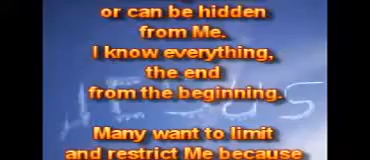 or can be hidden
from Me.
I know everything,
the end
from the beginning.
JESUS
Many want to limit
and restrict Me because